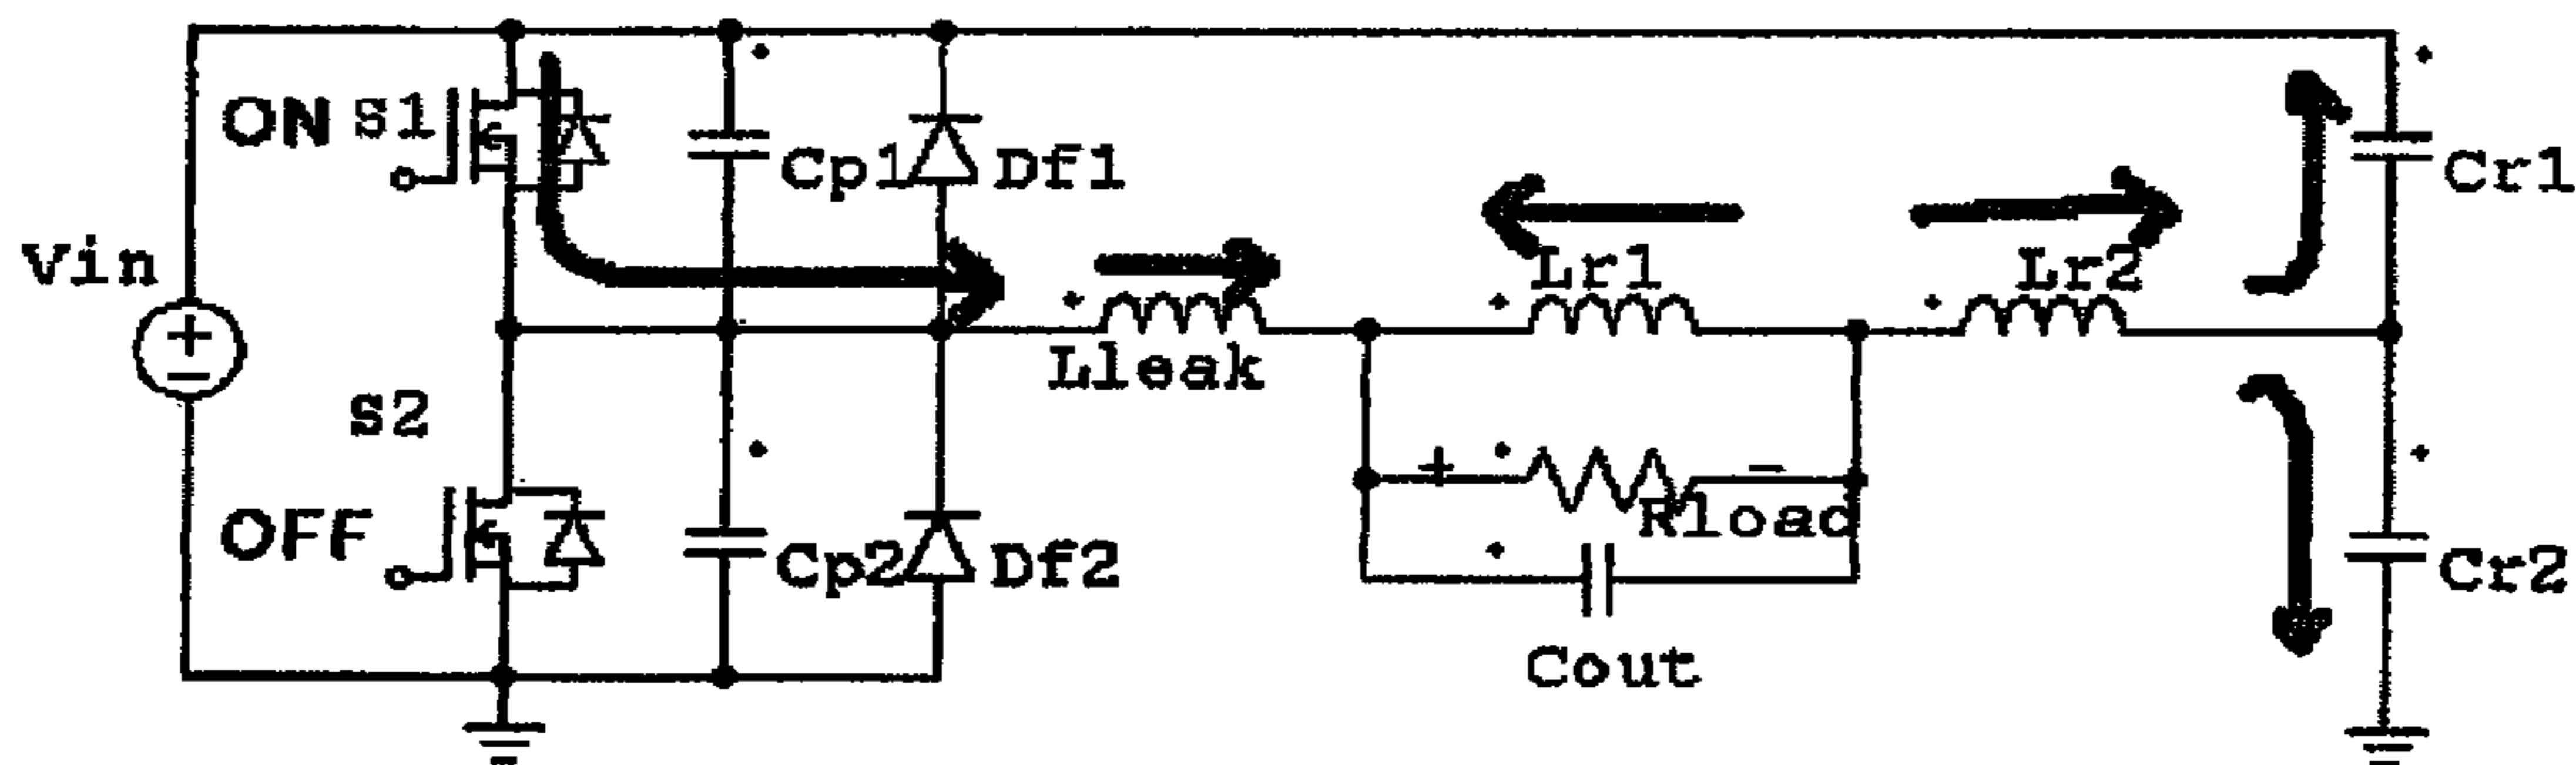 ON S1
Cp1
Df1
Cr1
Vin
Lr1
Lr2
Lleak
S2
+
-
Rload
OFF
Cp2
Df2
Cr2
Cout